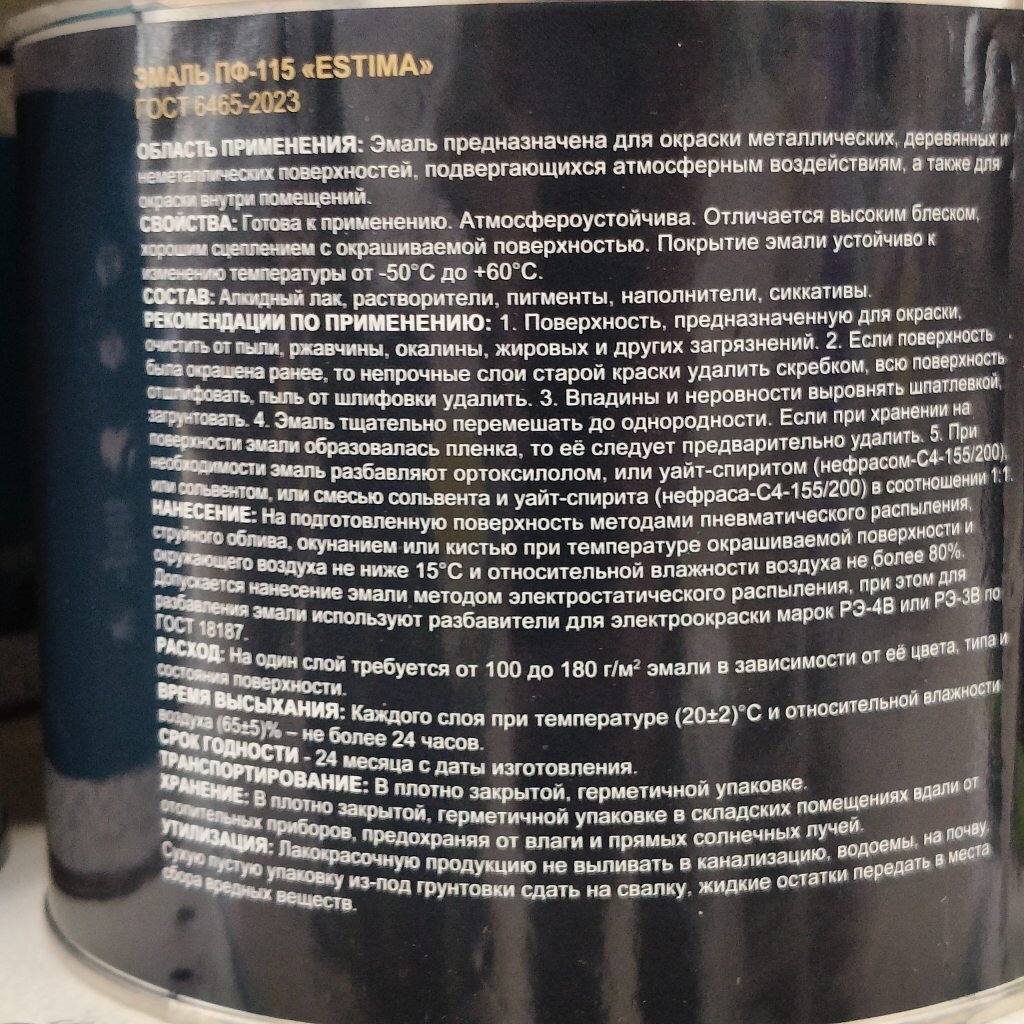 ЭМАЛЬ ПФ-115 «ESTIMA»
ГОСТ 6465-2023
ОБЛАСТЬ ПРИМЕНЕНИЯ: Эмаль предназначена для окраски металлических, деревянных и
неметаллических поверхностей, подвергающихся атмосферным воздействиям, а также для
окраски внутри помещений.
СВОЙСТВА: Готова к применению. Атмосфероустойчива. Отличается высоким блеском,
хорошим сцеплением с окрашиваемой поверхностью. Покрытие эмали устойчиво к
изменению температуры от -50°С до +60°С.
СОСТАВ: Алкидный лак, растворители, пигменты, наполнители, сиккативы.
РЕКОМЕНДАЦИИ ПО ПРИМЕНЕНИЮ: 1. Поверхность, предназначенную для окраски,
очистить от пыли, ржавчины, окалины, жировых и других загрязнений. 2. Если поверхность
была окрашена ранее, то непрочные слои старой краски удалить скребком, всю поверхность
отшлифовать, пыль от шлифовки удалить. 3. Впадины и неровности выровнять шпатлевкой,
загрунтовать. 4. Эмаль тщательно перемешать до однородности. Если при хранении на
поверхности эмали образовалась пленка, то её следует предварительно удалить. 5. При
необходимости эмаль разбавляют ортоксилолом, или уайт-спиритом (нефрасом-С4-155/200),
или сольвентом, или смесью сольвента и уайт-спирита (нефраса-С4-155/200) в соотношении 1:1.
НАНЕСЕНИЕ: На подготовленную поверхность методами пневматического распыления,
струйного облива, окунанием или кистью при температуре окрашиваемой поверхности и
окружающего воздуха не ниже 15°С и относительной влажности воздуха не более 80%.
Допускается нанесение эмали методом электростатического распыления, при этом для
разбавления эмали используют разбавители для электроокраски марок РЭ-4В или РЭ-3В по
ГОСТ 18187.
РАСХОД: На один слой требуется от 100 до 180 г/м² эмали в зависимости от её цвета, типа и
состояния поверхности.
ВРЕМЯ ВЫСЫХАНИЯ: Каждого слоя при температуре (20±2)°С и относительной влажности
воздуха (65±5)% – не более 24 часов.
СРОК ГОДНОСТИ - 24 месяца с даты изготовления.
ТРАНСПОРТИРОВАНИЕ: В плотно закрытой, герметичной упаковке.
ХРАНЕНИЕ: В плотно закрытой, герметичной упаковке в складских помещениях вдали от
отопительных приборов, предохраняя от влаги и прямых солнечных лучей.
УТИЛИЗАЦИЯ: Лакокрасочную продукцию не выливать в канализацию, водоемы, на почву.
Сухую пустую упаковку из-под грунтовки сдать на свалку, жидкие остатки передать в места
сбора вредных веществ.